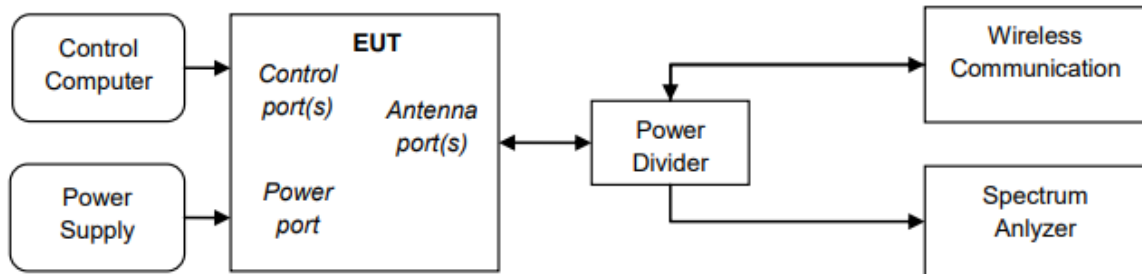 Control
Computer
Power
Supply
EUT
Control
port(s)
Antenna
port(s)
Power
port
Power
Divider
Wireless
Communication
Spectrum
Anlyzer